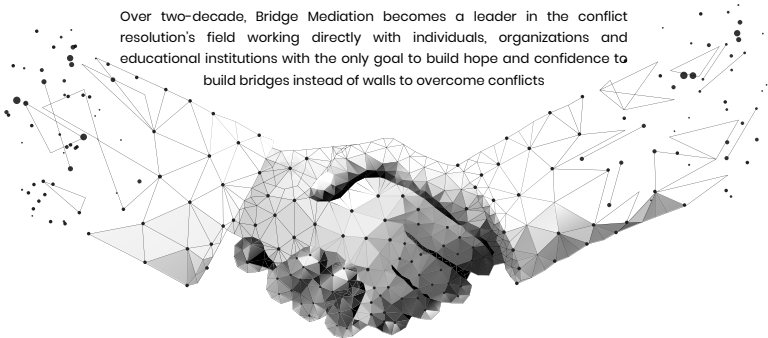 Over two-decade, Bridge Mediation becomes a leader in the conflict
resolution's field working directly with individuals, organizations and
educational institutions with the only goal to build hope and confidence to
build bridges instead of walls to overcome conflicts